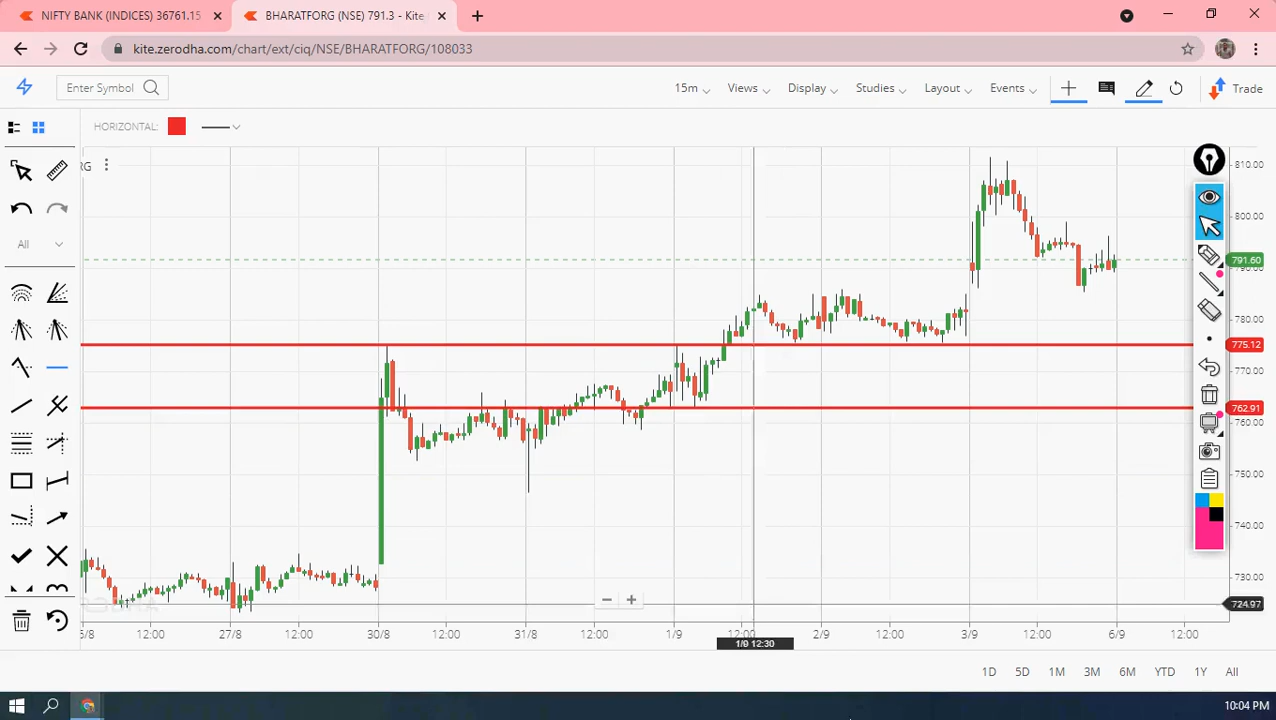 NIFTY BANK (INDICES) 36761.15
BHARATFORG (NSE) 791.3 - Kite
kite.zerodha.com/chart/ext/ciq/NSE/BHARATFORG/108033
Enter Symbol
15m
Views
Display
Studies
Layout
Events
Trade
HORIZONTAL:
RG
All
810.00
800.00
791.60
780.00
775.12
770.00
762.91
760.00
750.00
740.00
730.00
724.97
12:00
27/8
12:00
30/8
12:00
31/8
12:00
1/9
12:00
2/9
12:00
3/9
12:00
6/9
12:00
1/9 12:30
1D
5D
1M
3M
6M
YTD
1Y
All
10:04 PM